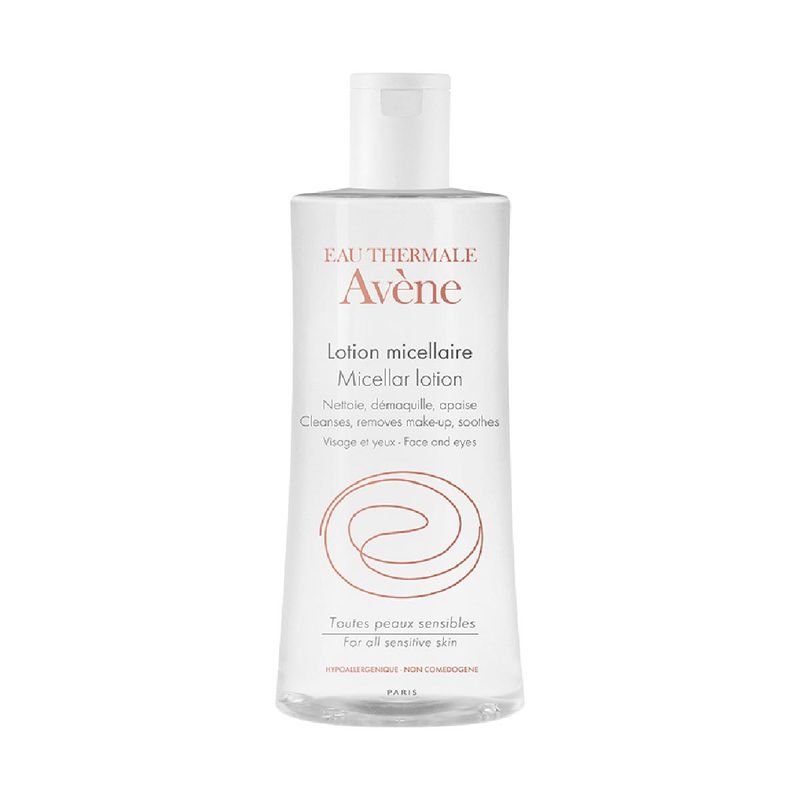 EAU THERMALE
Avène
Lotion micellaire
Micellar lotion
Nettoie, démaquille, apaise
Cleanses, removes make-up, soothes
Visage et yeux - Face and eyes
Toutes peaux sensibles
For all sensitive skin
HYPOALLERGENIQUE - NON COMEDOGENE
PARIS